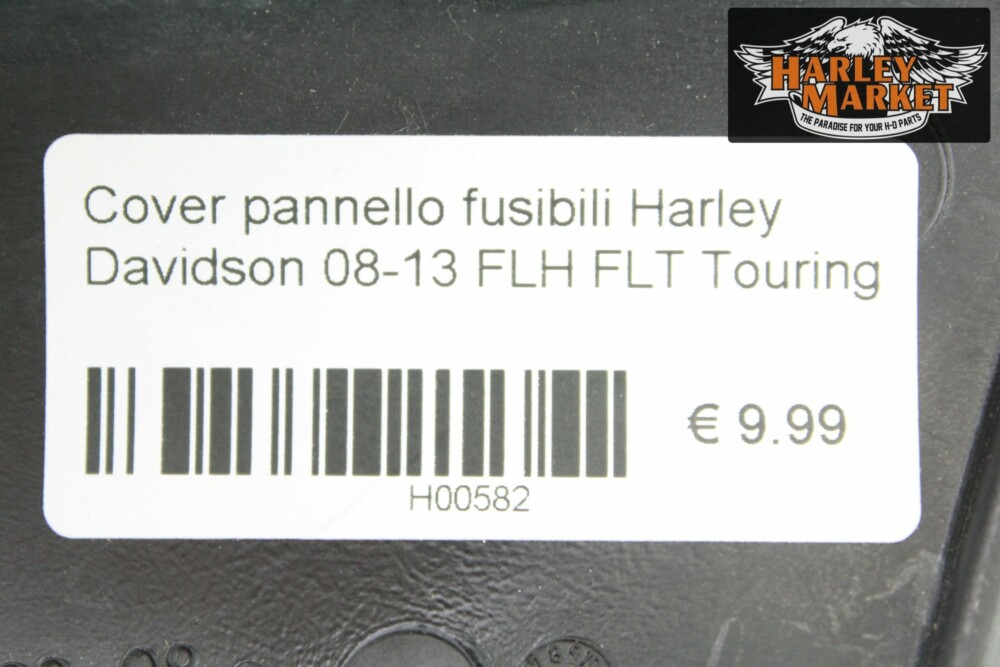 HARLEY
MARKET
THE PARADISE FOR YOUR H-D PARTS
Cover pannello fusibili Harley
Davidson 08-13 FLH FLT Touring
€ 9.99
H00582